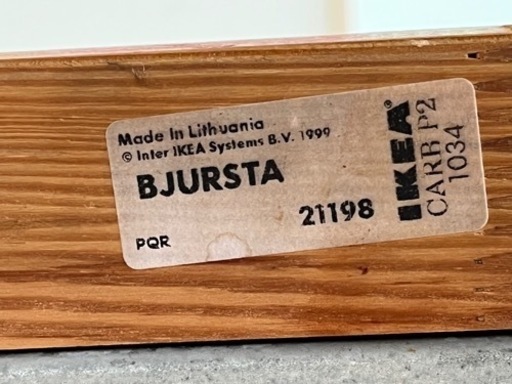 Made In Lithuania
© Inter IKEA Systems B.V. 1999
BJURSTA
21198
PQR
IKEA
CARB P2
1034